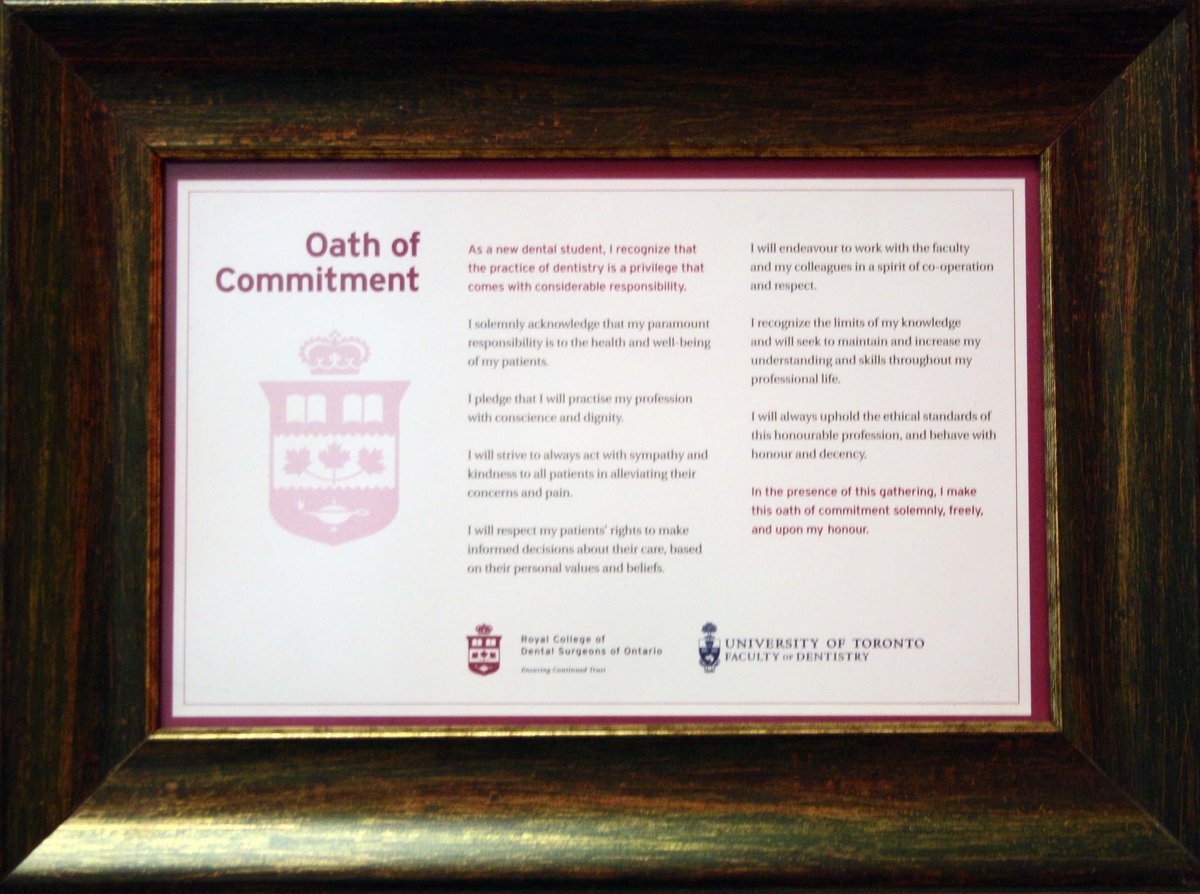 Oath of
Commitment
As a new dental student, I recognize that
the practice of dentistry is a privilege that
comes with considerable responsibility.
I solemnly acknowledge that my paramount
responsibility is to the health and well-being
of my patients.
I pledge that I will practise my profession
with conscience and dignity.
I will strive to always act with sympathy and
kindness to all patients in alleviating their
concerns and pain.
I will respect my patients' rights to make
informed decisions about their care, based
on their personal values and beliefs.
I will endeavour to work with the faculty
and my colleagues in a spirit of co-operation
and respect.
I recognize the limits of my knowledge
and will seek to maintain and increase my
understanding and skills throughout my
professional life.
I will always uphold the ethical standards of
this honourable profession, and behave with
honour and decency.
In the presence of this gathering, I make
this oath of commitment solemnly, freely,
and upon my honour.
Royal College of
Dental Surgeons of Ontario
Ensuring Continued Trust
UNIVERSITY OF TORONTO
FACULTY OF DENTISTRY